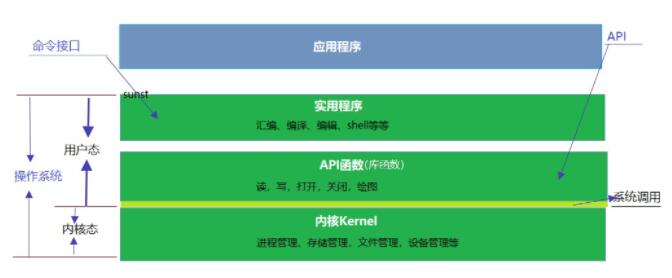 应用程序
命令接口
API
sunst
实用程序
汇编、编译、编辑、shell等等
用户态
API函数(库函数)
操作系统
读，写，打开，关闭，绘图
系统调用
内核Kernel
内核态
进程管理、存储管理，文件管理，设备管理等